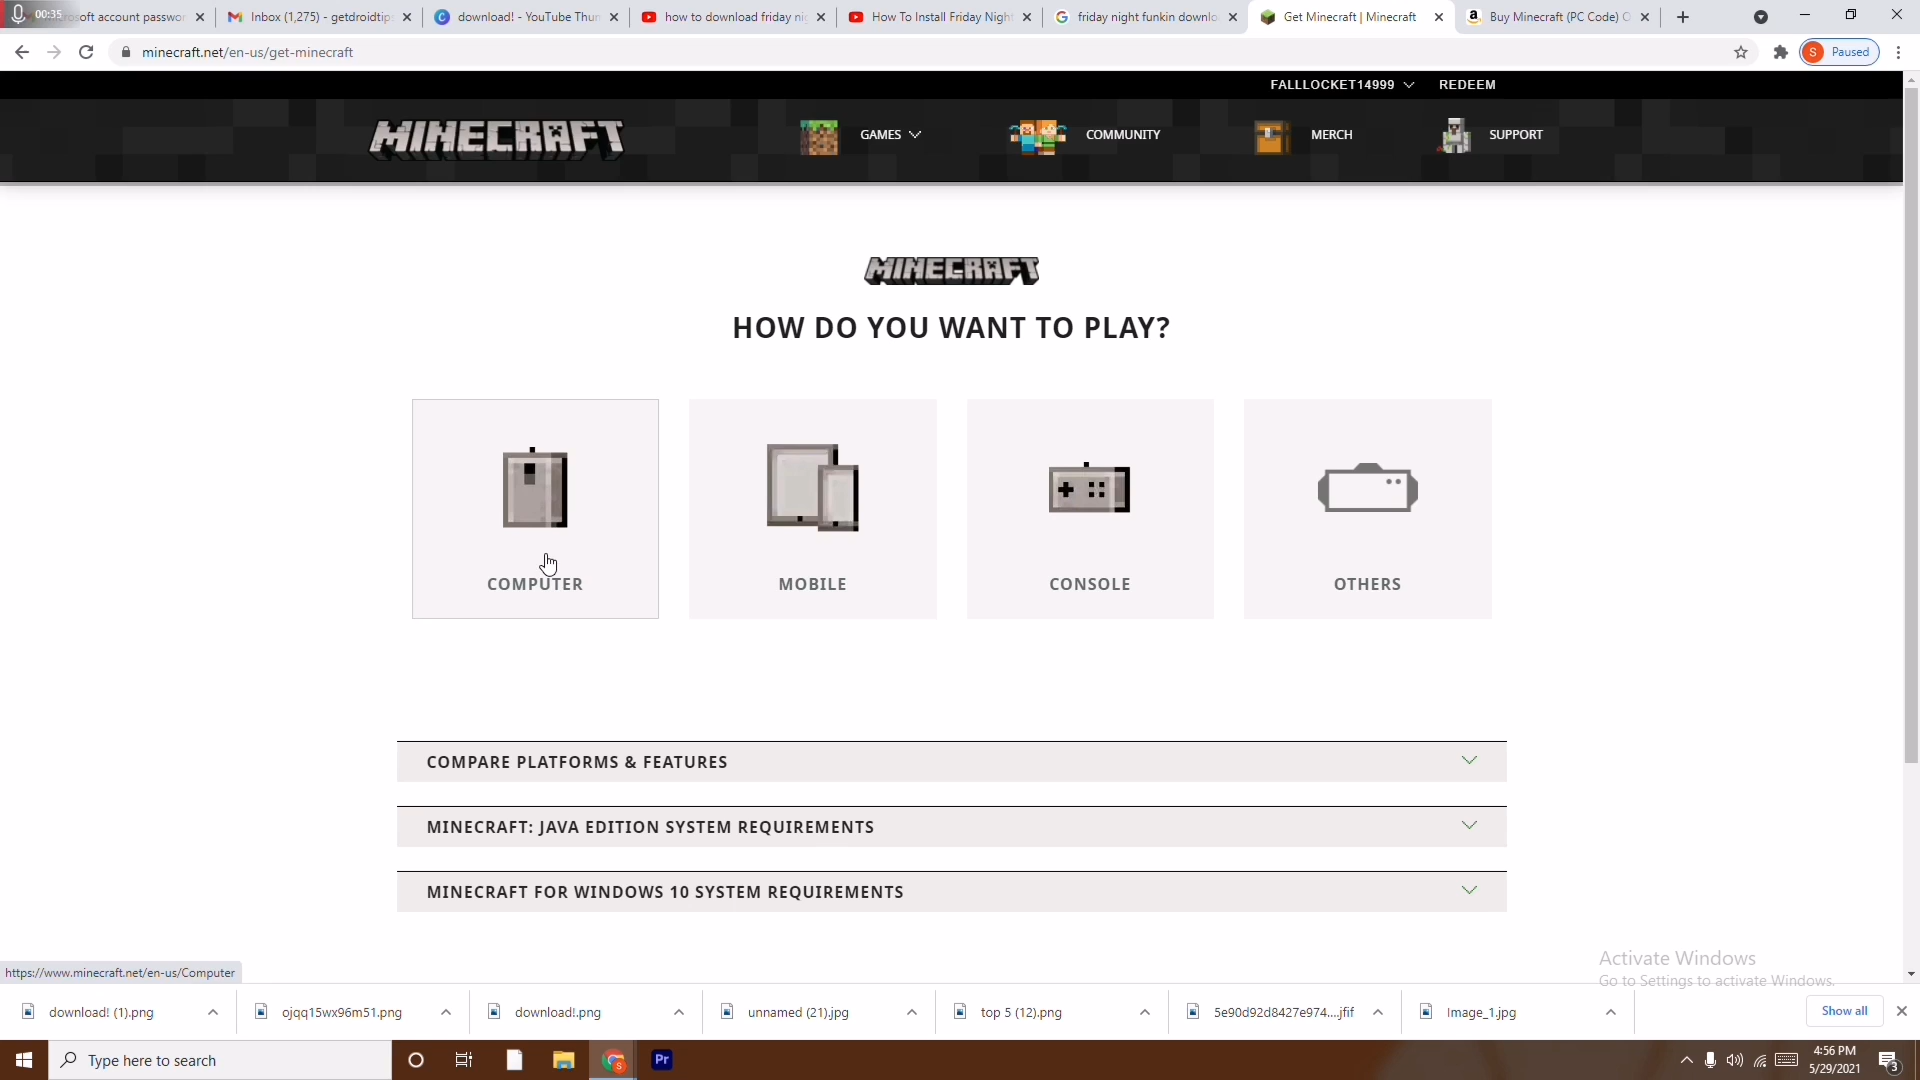 00:35
osoft account passwor
Inbox (1,275) - getdroidtips
download! - YouTube Thun
how to download friday ni
How To Install Friday Night
friday night funkin downlo
Get Minecraft | Minecraft
Buy Minecraft (PC Code) O
minecraft.net/en-us/get-minecraft
S
Paused
FALLLOCKET14999
REDEEM
MINECRAFT
GAMES
COMMUNITY
MERCH
SUPPORT
MINECRAFT
HOW DO YOU WANT TO PLAY?
COMPUTER
MOBILE
CONSOLE
OTHERS
COMPARE PLATFORMS & FEATURES
MINECRAFT: JAVA EDITION SYSTEM REQUIREMENTS
MINECRAFT FOR WINDOWS 10 SYSTEM REQUIREMENTS
Activate Windows
Go to Settings to activate Windows.
https://www.minecraft.net/en-us/Computer
download! (1).png
ojqq15wx96m51.png
download!.png
unnamed (21).jpg
top 5 (12).png
5e90d92d8427e974....jfif
Image_1.jpg
Show all
Type here to search
Pr
4:56 PM
5/29/2021
3